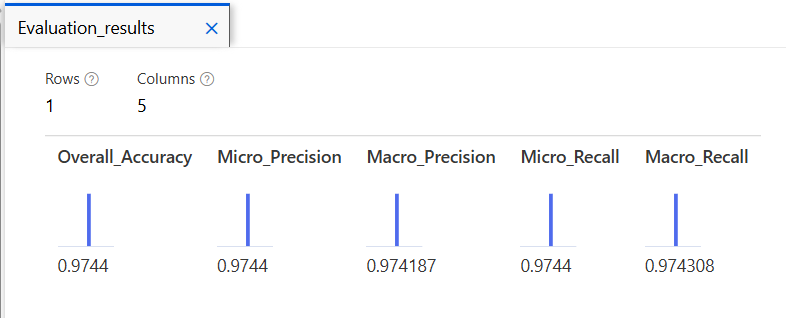 Evaluation_results
Rows Columns
1 5
Overall_Accuracy Micro_Precision Macro_Precision Micro_Recall Macro_Recall
0.9744 0.9744 0.974187 0.9744 0.974308